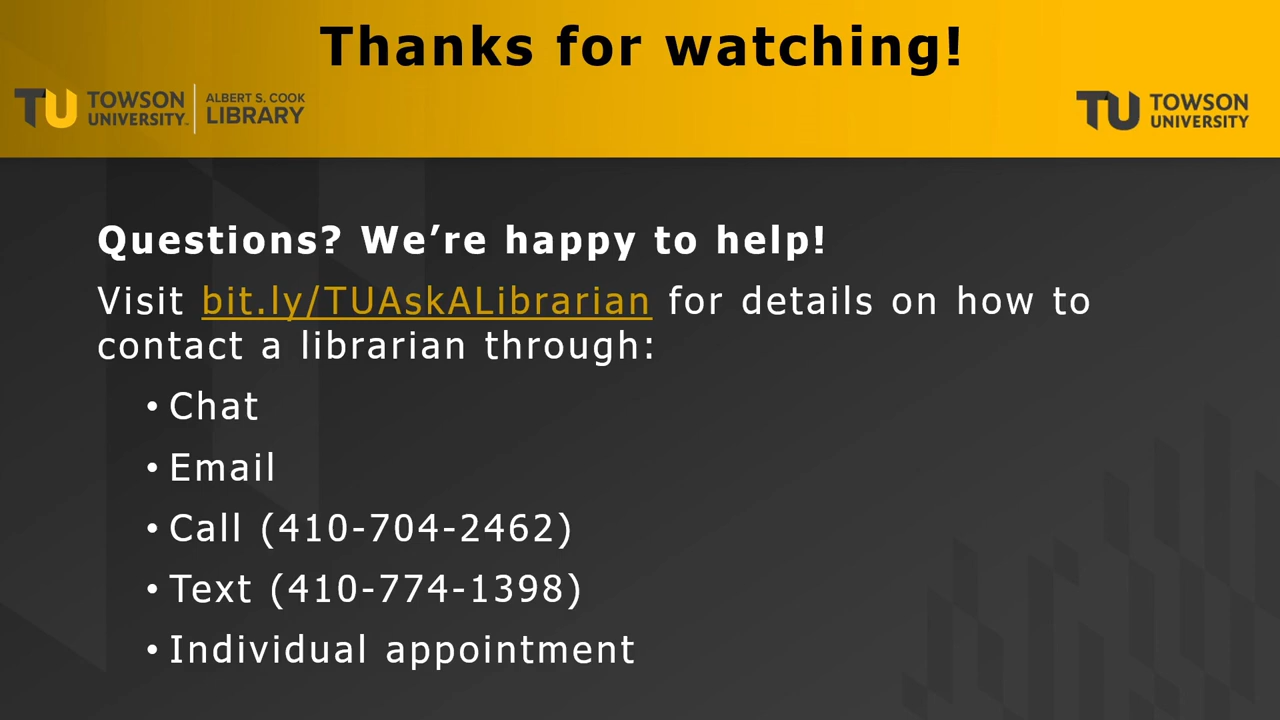 Thanks for watching!
TU TOWSON UNIVERSITY™ ALBERT S. COOK LIBRARY
TU TOWSON UNIVERSITY
Questions? We’re happy to help!
Visit bit.ly/TUAskALibrarian for details on how to
contact a librarian through:
• Chat
• Email
• Call (410-704-2462)
• Text (410-774-1398)
• Individual appointment